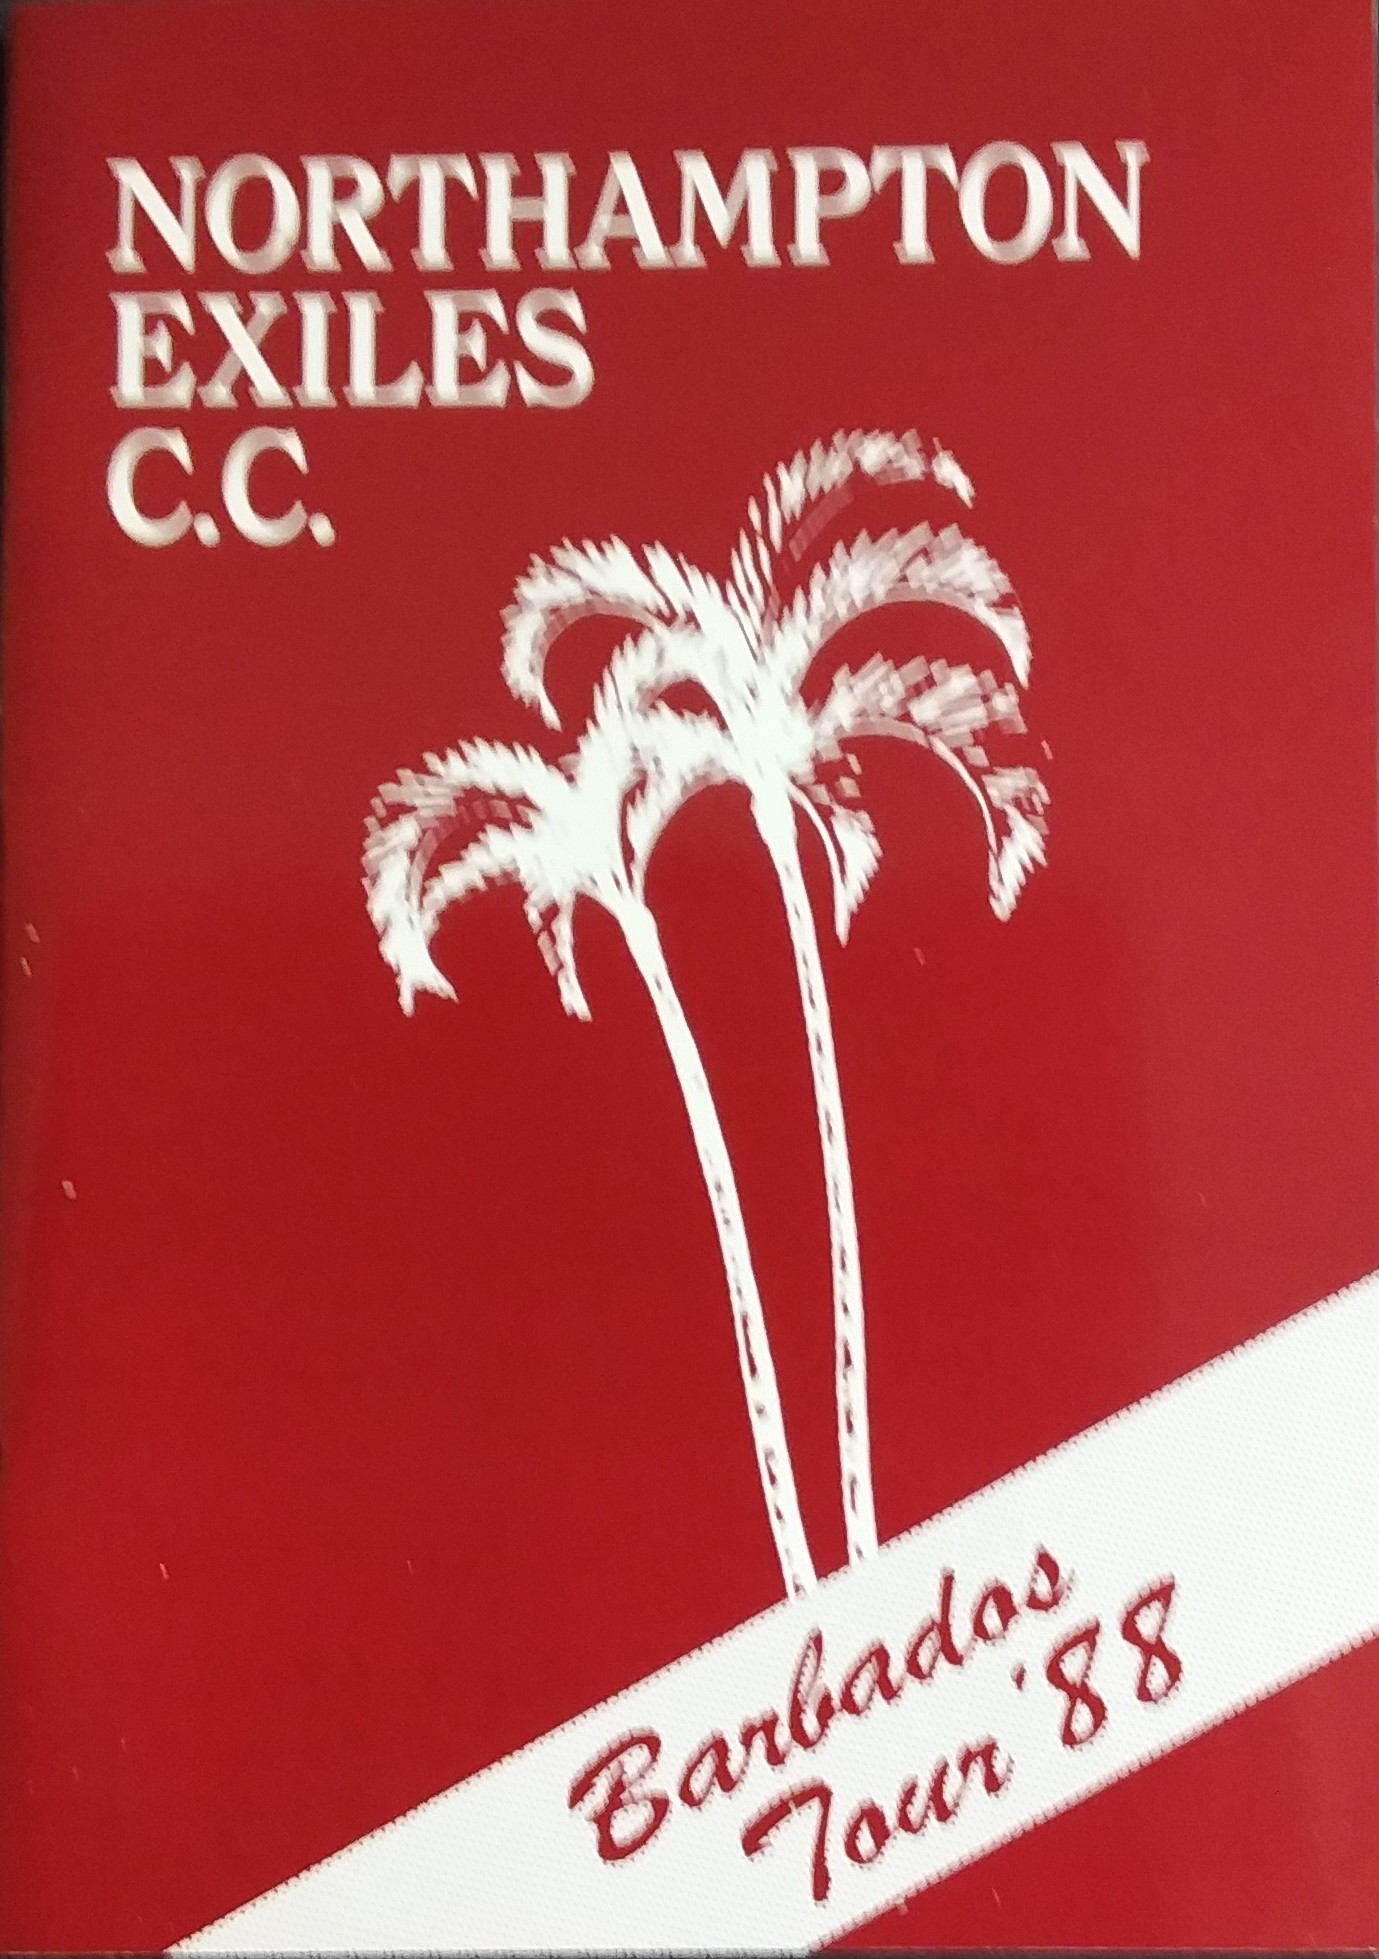 NORTHAMPTON
EXILES
C.C.
Barbados
Tour '88